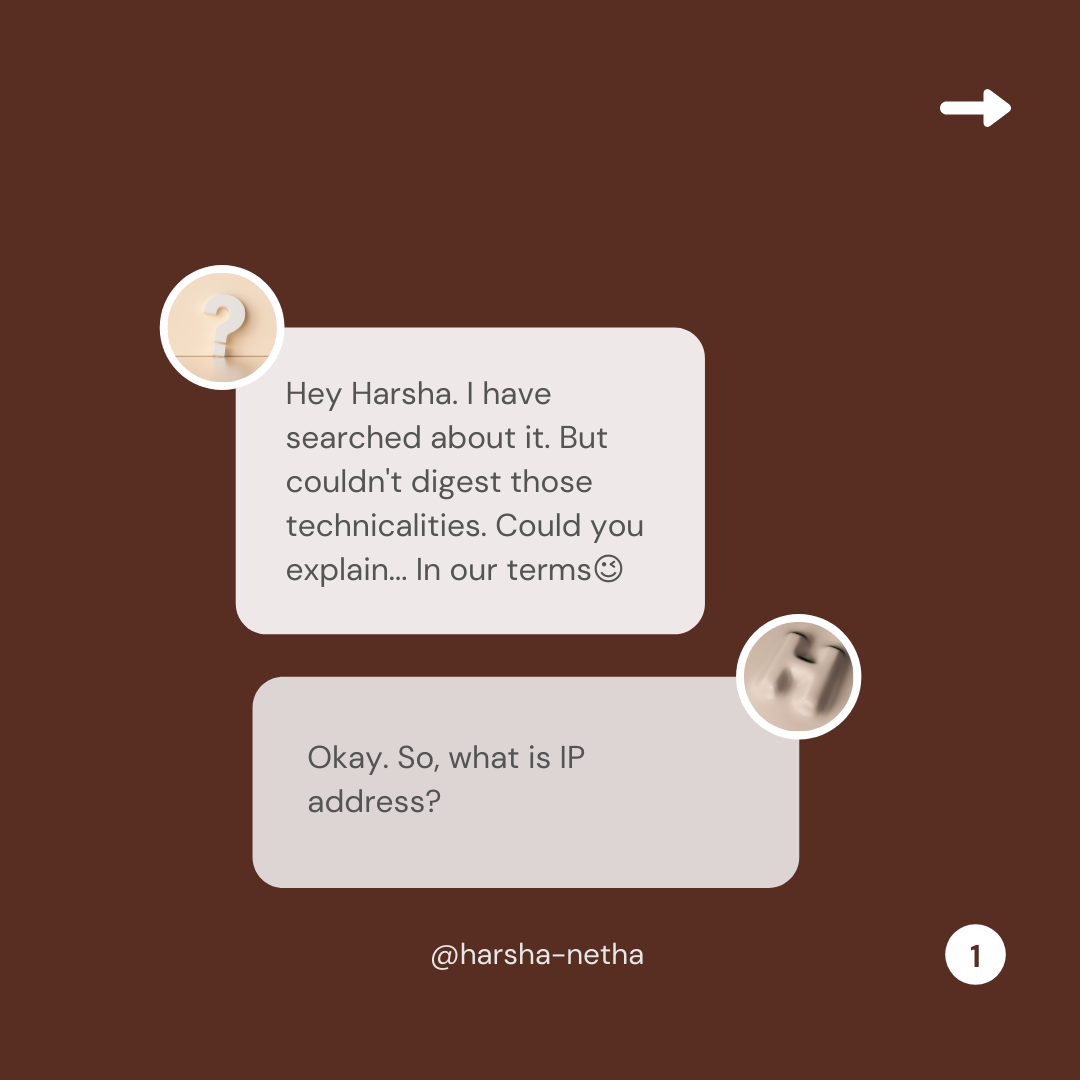 Hey Harsha. I have
searched about it. But
couldn't digest those
technicalities. Could you
explain... In our terms😉
Okay. So, what is IP
address?
@harsha-netha
1